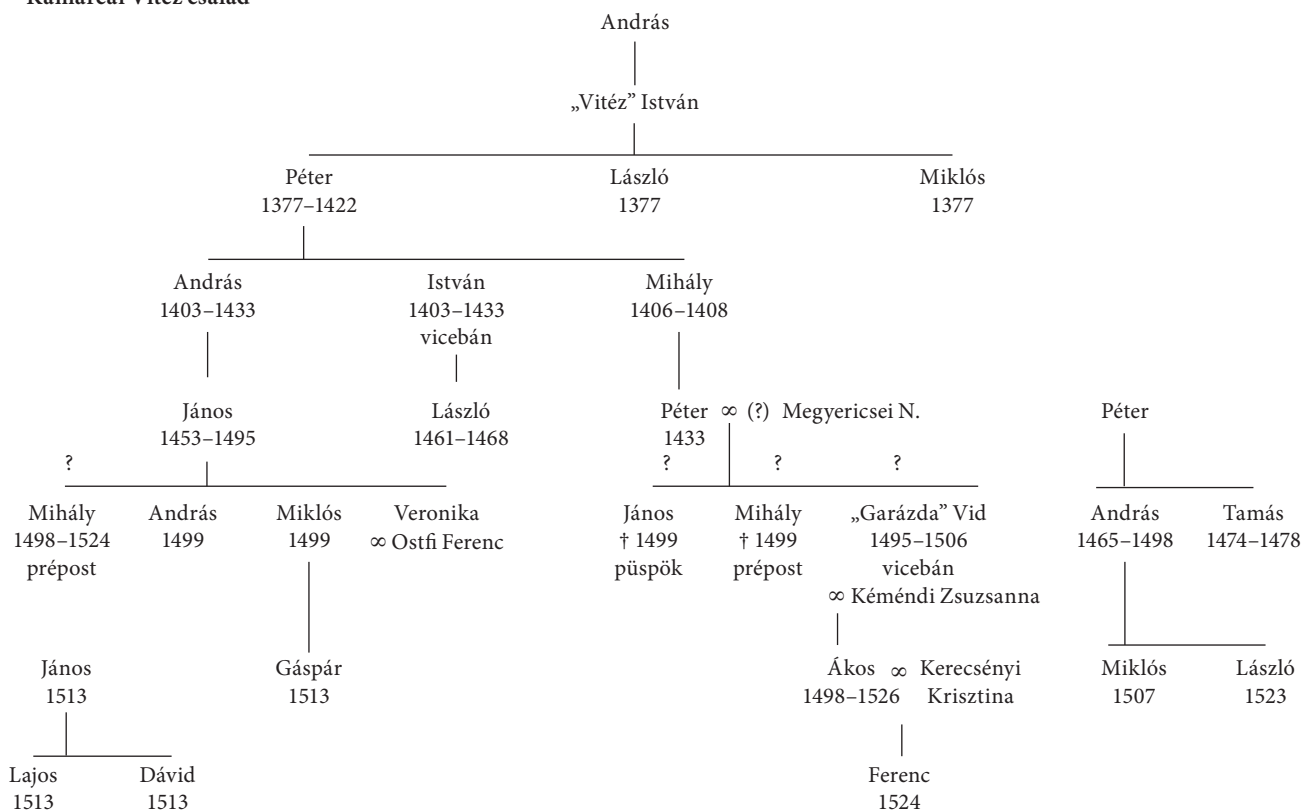 Kamarcai Vitéz család
András
„Vitéz” István
Péter László Miklós
1377–1422 1377 1377
András István Mihály
1403–1433 1403–1433 1406–1408
vicebán
János László Péter ∞ (?) Megyericsei N. Péter
1453–1495 1461–1468 1433
? ? ? ?
Mihály András Miklós Veronika János Mihály „Garázda” Vid András Tamás
1498–1524 1499 1499 ∞ Ostfi Ferenc † 1499 † 1499 1495–1506 1465–1498 1474–1478
prépost püspök prépost vicebán
∞ Kéméndi Zsuzsanna
János Gáspár Ákos ∞ Kerecsényi Miklós László
1513 1513 1498–1526 Krisztina 1507 1523
Lajos Dávid Ferenc
1513 1513 1524